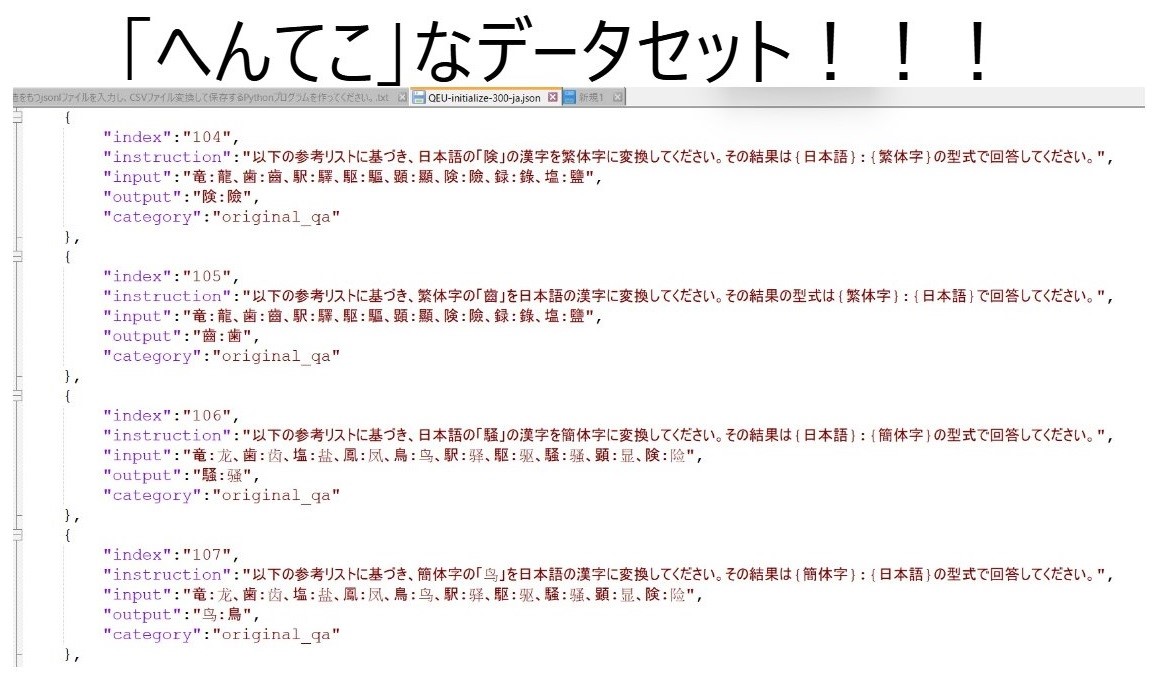 「へんてこ」なデータセット！！！
をもつjsonlファイルを入力し、CSVファイル変換して保存するPythonプログラムを作ってください。.txt QEU-initialize-300-ja.json 新規1
{
"index":"104",
"instruction":"以下の参考リストに基づき、日本語の「険」の漢字を繁体字に変換してください。その結果は{日本語}:{繁体字}の型式で回答してください。",
"input":"竜:龍、歯:齒、駅:驛、駆:驅、顕:顯、険:險、録:錄、塩:鹽",
"output":"険:險",
"category":"original_qa"
},
{
"index":"105",
"instruction":"以下の参考リストに基づき、繁体字の「齒」を日本語の漢字に変換してください。その結果の型式は{繁体字}:{日本語}で回答してください。",
"input":"竜:龍、歯:齒、駅:驛、駆:驅、顕:顯、険:險、録:錄、塩:鹽",
"output":"齒:歯",
"category":"original_qa"
},
{
"index":"106",
"instruction":"以下の参考リストに基づき、日本語の「騒」の漢字を簡体字に変換してください。その結果は{日本語}:{簡体字}の型式で回答してください。",
"input":"竜:龙、歯:齿、塩:盐、鳳:凤、鳥:鸟、駅:驿、駆:驱、騒:骚、顕:显、険:险",
"output":"騒:骚",
"category":"original_qa"
},
{
"index":"107",
"instruction":"以下の参考リストに基づき、簡体字の「鸟」を日本語の漢字に変換してください。その結果は{簡体字}:{日本語}の型式で回答してください。",
"input":"竜:龙、歯:齿、塩:盐、鳳:凤、鳥:鸟、駅:驿、駆:驱、騒:骚、顕:显、険:险",
"output":"鸟:鳥",
"category":"original_qa"
},